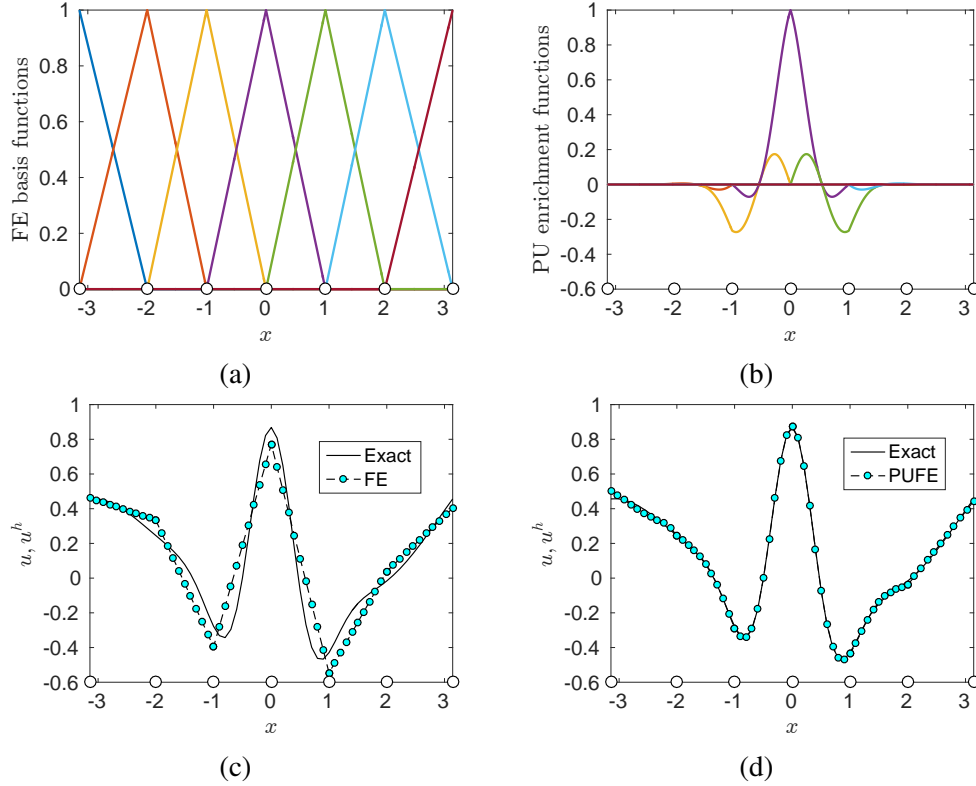 FE basis functions
1
0.8
0.6
0.4
0.2
0
-3 -2 -1 0 1 2 3
x
(a)
PU enrichment functions
1
0.8
0.6
0.4
0.2
0
-0.2
-0.4
-0.6
-3 -2 -1 0 1 2 3
x
(b)
u, u^h
1
0.8
0.6
0.4
0.2
0
-0.2
-0.4
-0.6
Exact
FE
-3 -2 -1 0 1 2 3
x
(c)
u, u^h
1
0.8
0.6
0.4
0.2
0
-0.2
-0.4
-0.6
Exact
PUFE
-3 -2 -1 0 1 2 3
x
(d)